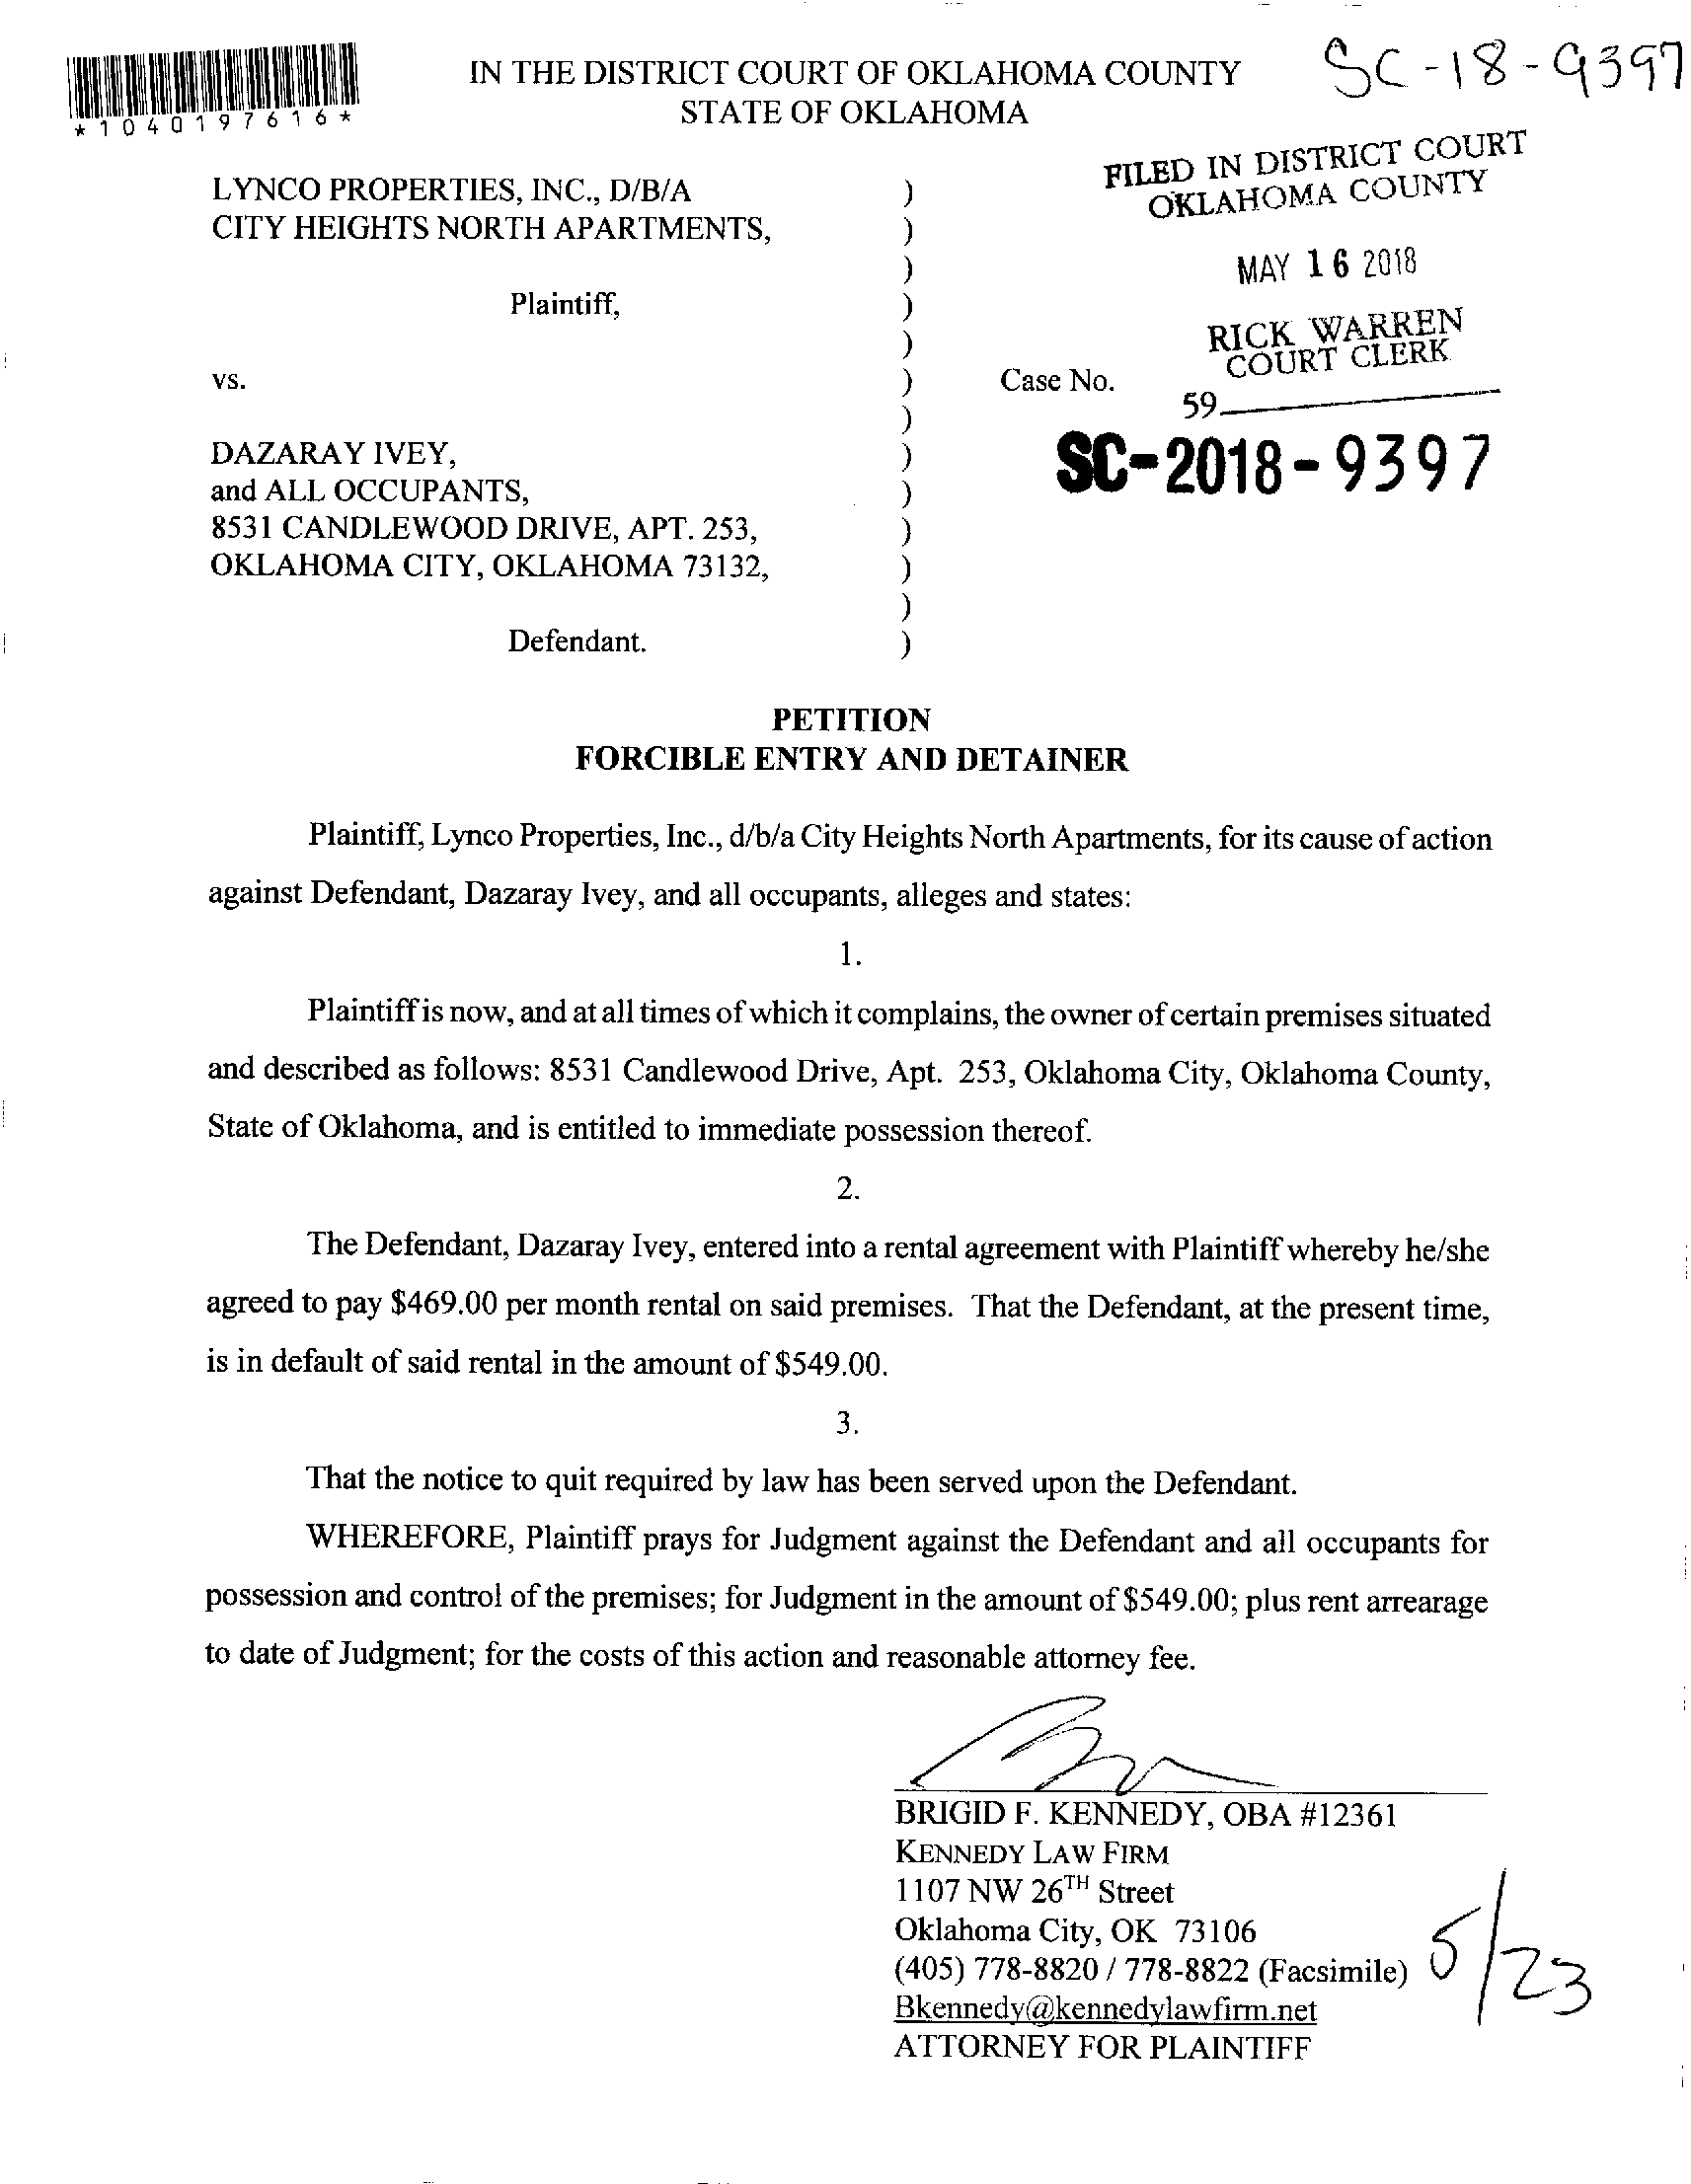 SC-18-9397
*1040197616*
IN THE DISTRICT COURT OF OKLAHOMA COUNTY
STATE OF OKLAHOMA
FILED IN DISTRICT COURT
OKLAHOMA COUNTY
MAY 16 2018
RICK WARREN
COURT CLERK
59
LYNCO PROPERTIES, INC., D/B/A )
CITY HEIGHTS NORTH APARTMENTS, )
)
Plaintiff, )
)
vs. ) Case No.
)
SC-2018-9397
DAZARAY IVEY, )
and ALL OCCUPANTS, )
8531 CANDLEWOOD DRIVE, APT. 253, )
OKLAHOMA CITY, OKLAHOMA 73132, )
)
Defendant. )
PETITION
FORCIBLE ENTRY AND DETAINER
Plaintiff, Lynco Properties, Inc., d/b/a City Heights North Apartments, for its cause of action
against Defendant, Dazaray Ivey, and all occupants, alleges and states:
1.
Plaintiff is now, and at all times of which it complains, the owner of certain premises situated
and described as follows: 8531 Candlewood Drive, Apt. 253, Oklahoma City, Oklahoma County,
State of Oklahoma, and is entitled to immediate possession thereof.
2.
The Defendant, Dazaray Ivey, entered into a rental agreement with Plaintiff whereby he/she
agreed to pay $469.00 per month rental on said premises. That the Defendant, at the present time,
is in default of said rental in the amount of $549.00.
3.
That the notice to quit required by law has been served upon the Defendant.
WHEREFORE, Plaintiff prays for Judgment against the Defendant and all occupants for
possession and control of the premises; for Judgment in the amount of $549.00; plus rent arrearage
to date of Judgment; for the costs of this action and reasonable attorney fee.
BRIGID F. KENNEDY, OBA #12361
KENNEDY LAW FIRM
1107 NW 26TH Street
Oklahoma City, OK 73106
(405) 778-8820 / 778-8822 (Facsimile)
Bkennedy@kennedylawfirm.net
ATTORNEY FOR PLAINTIFF
5/23